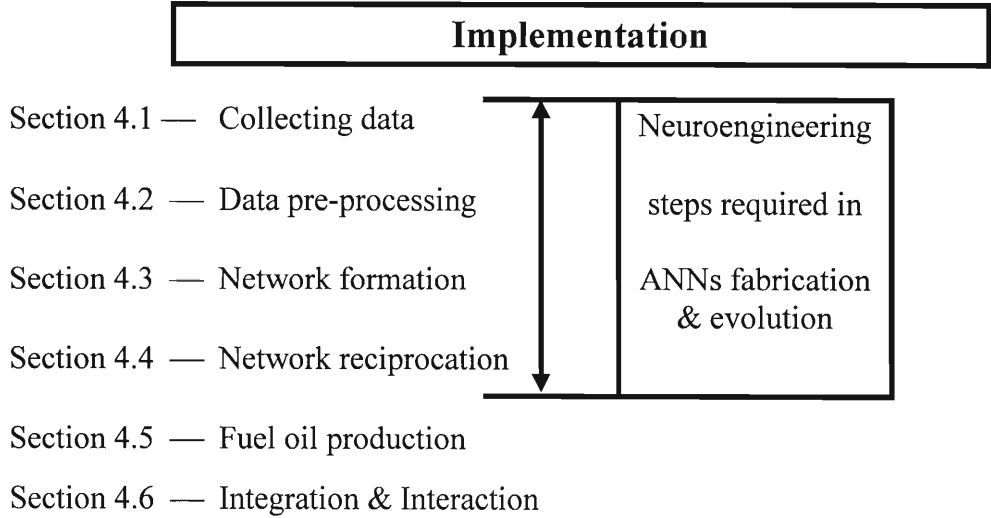 Implementation
Section 4.1 — Collecting data
Section 4.2 — Data pre-processing
Section 4.3 — Network formation
Section 4.4 — Network reciprocation
Section 4.5 — Fuel oil production
Section 4.6 — Integration & Interaction
Neuroengineering
steps required in
ANNs fabrication
& evolution